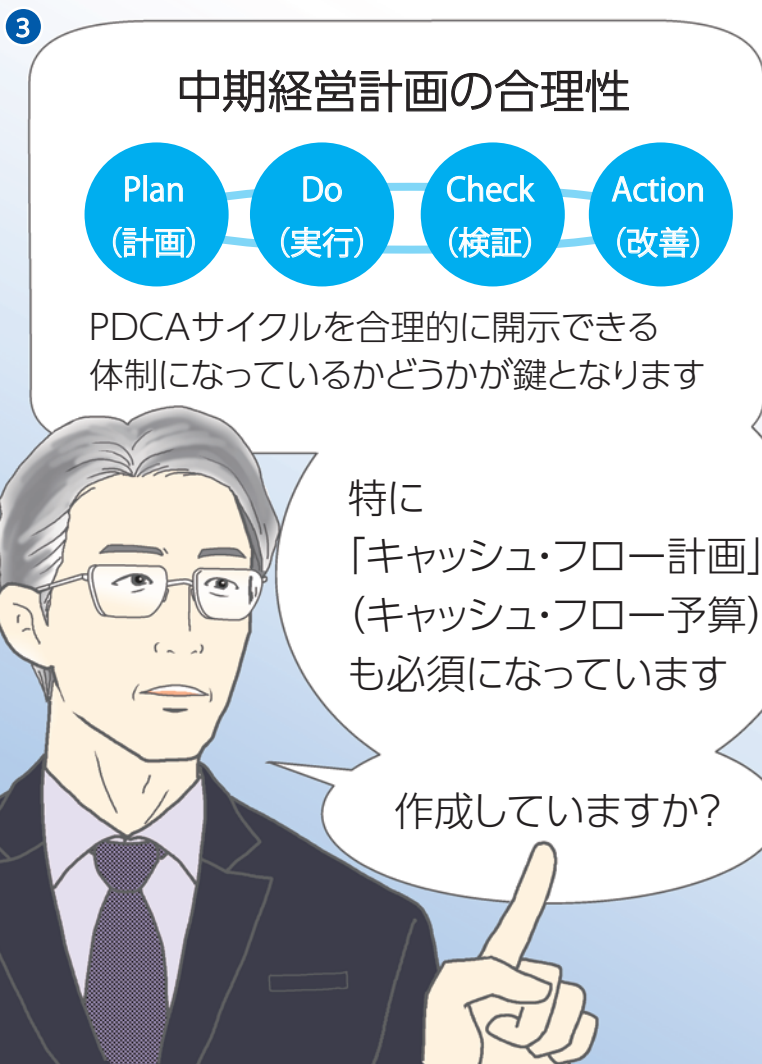 3
中期経営計画の合理性
Plan
(計画)
Do
(実行)
Check
(検証)
Action
(改善)
PDCAサイクルを合理的に開示できる
体制になっているかどうかが鍵となります
特に
「キャッシュ・フロー計画」
(キャッシュ・フロー予算)
も必須になっています
作成していますか?